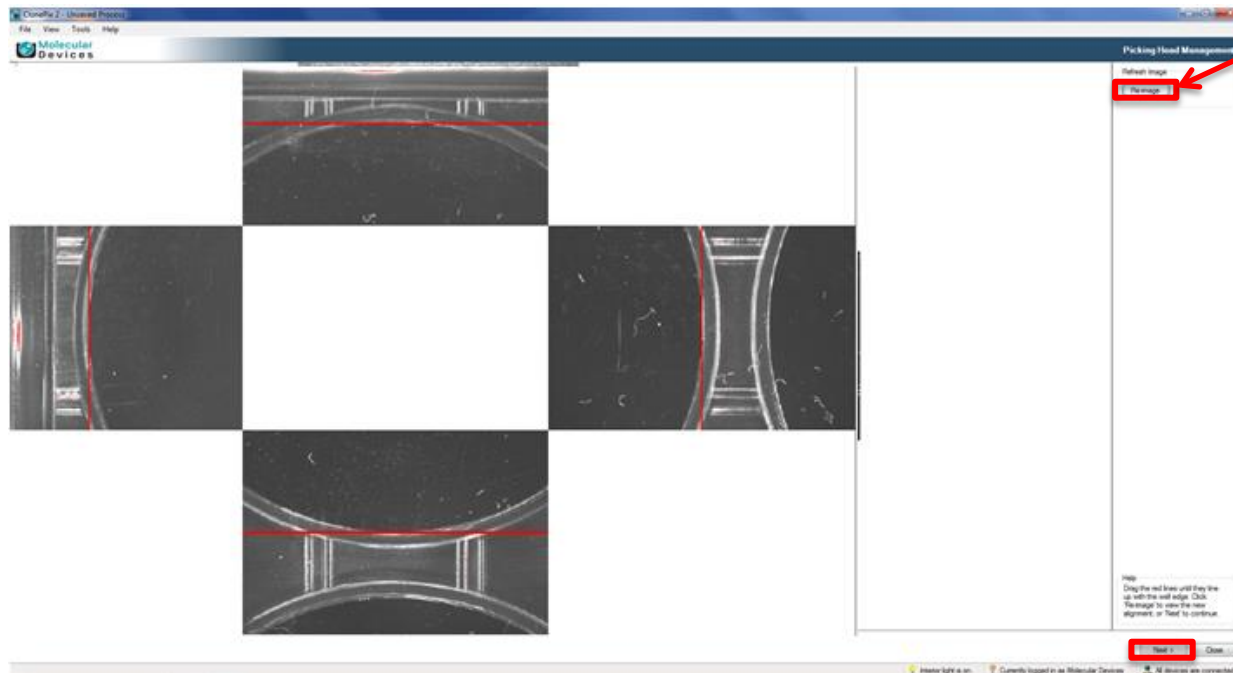 ClonePix 2 - Unsaved Process
File View Tools Help
Molecular
Devices
Picking Head Management
Refresh image
Re-image
Help
Drag the red lines until they line
up with the well edge. Click
'Re-image' to view the new
alignment, or 'Next' to continue.
Next > Close
Interior light is on Currently logged in as Molecular Devices All devices are connected